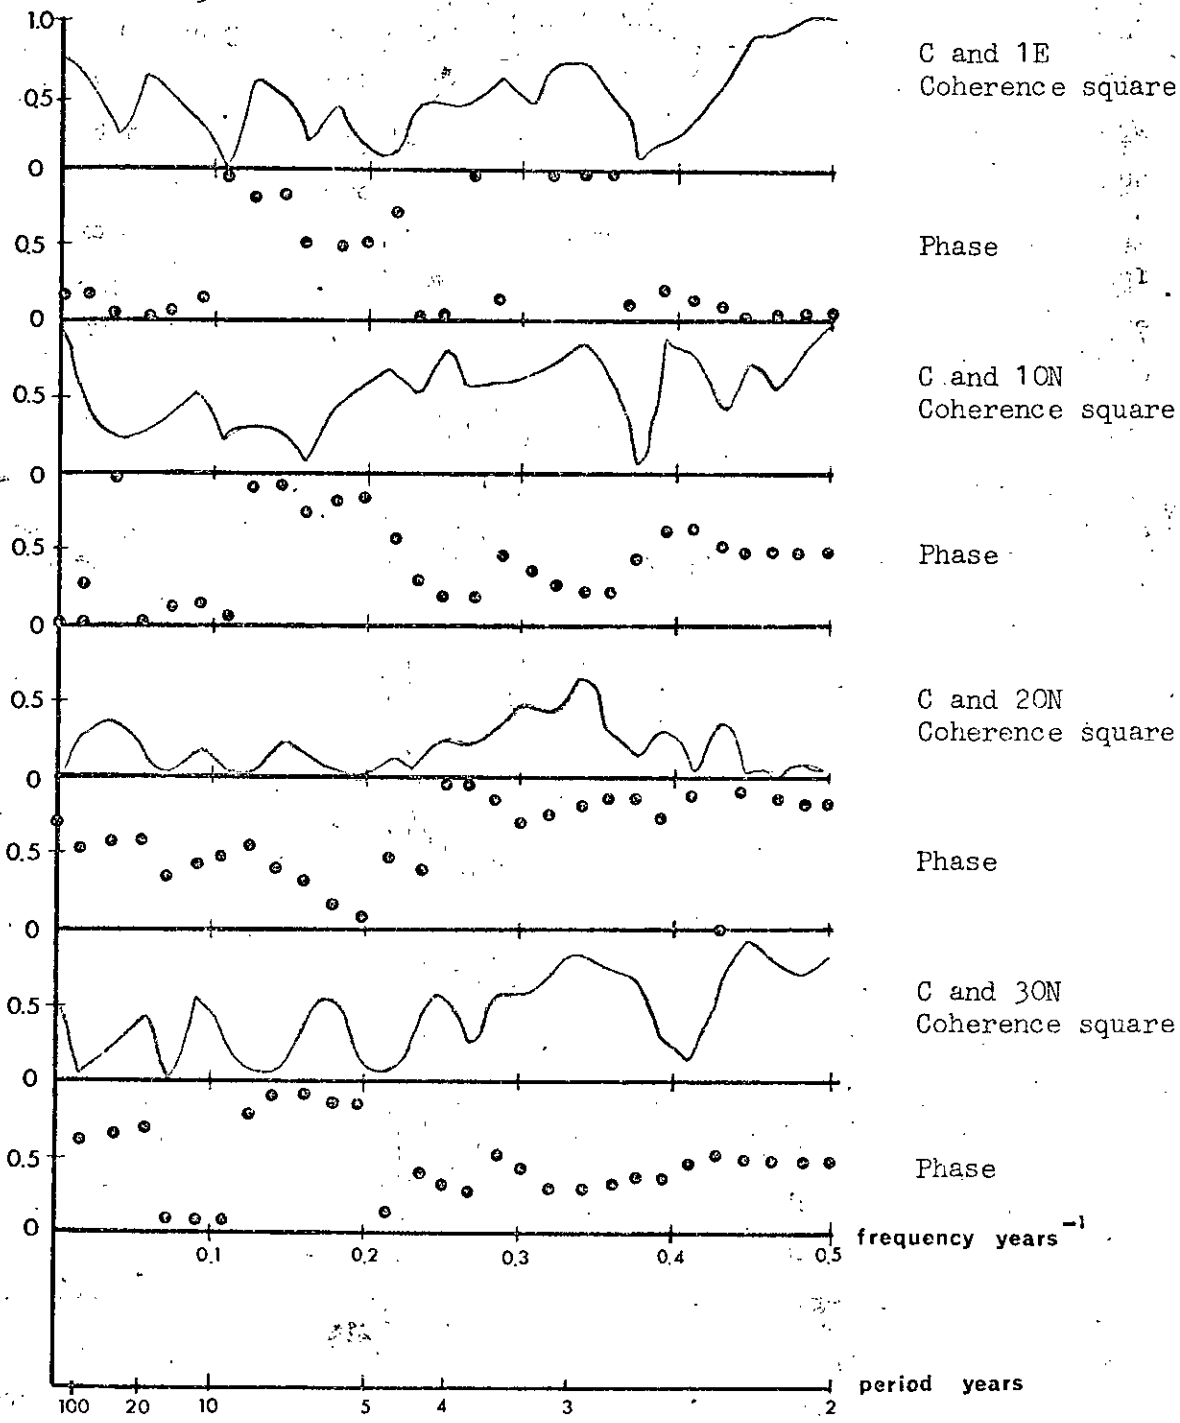 1.0
C and 1E
Coherence square
0.5
0
0.5
Phase
0
C and 10N
0.5
Coherence square
0
0.5
Phase
0
0.5
C and 20N
Coherence square
0
0.5
Phase
0
0.5
C and 30N
Coherence square
0
0.5
Phase
0
0.1 0.2 0.3 0.4 0.5
frequency years⁻¹
100 20 10 5 4 3 2
period years